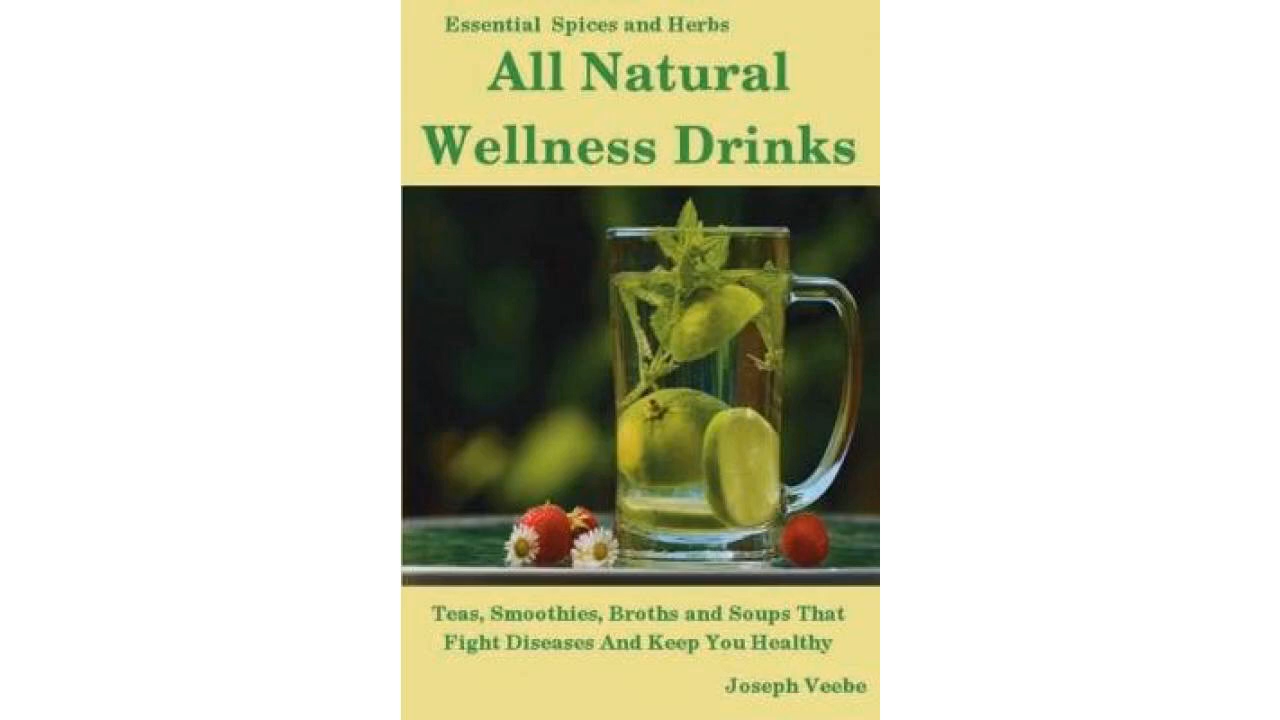 Essential Spices and Herbs
All Natural
Wellness Drinks
Teas, Smoothies, Broths and Soups That
Fight Diseases And Keep You Healthy
Joseph Veebe